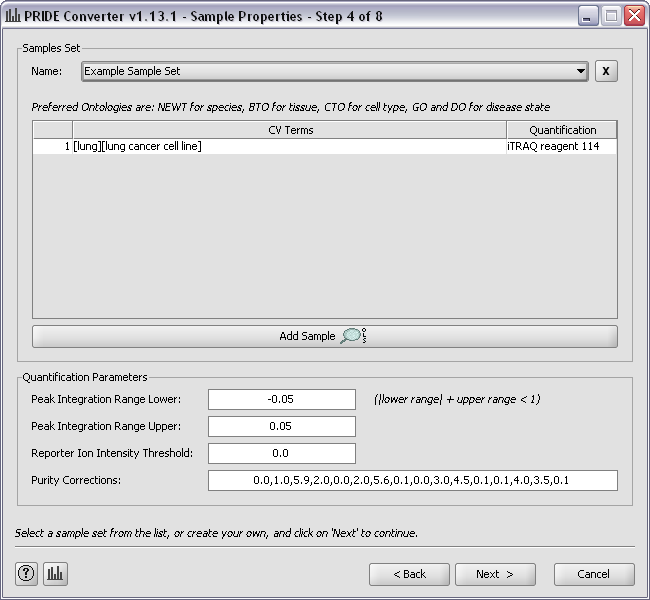 PRIDE Converter v1.13.1 - Sample Properties - Step 4 of 8
Samples Set
Name: Example Sample Set X
Preferred Ontologies are: NEWT for species, BTO for tissue, CTO for cell type, GO and DO for disease state
CV Terms Quantification
1 [lung][lung cancer cell line] iTRAQ reagent 114
Add Sample OLS
Quantification Parameters
Peak Integration Range Lower: -0.05 (|lower range| + upper range < 1)
Peak Integration Range Upper: 0.05
Reporter Ion Intensity Threshold: 0.0
Purity Corrections: 0.0,1.0,5.9,2.0,0.0,2.0,5.6,0.1,0.0,3.0,4.5,0.1,0.1,4.0,3.5,0.1
Select a sample set from the list, or create your own, and click on 'Next' to continue.
? < Back Next > Cancel